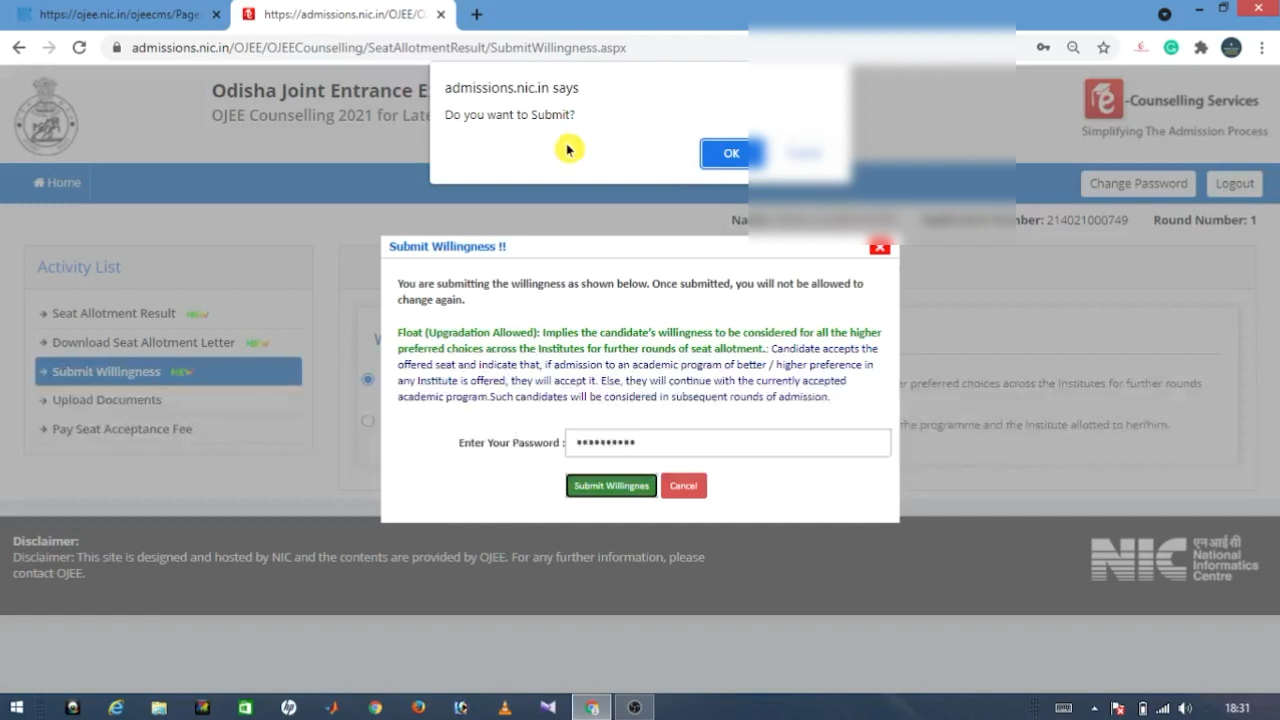 https://ojee.nic.in/ojeecms/Page
https://admissions.nic.in/OJEE/O
admissions.nic.in/OJEE/OJEECounselling/SeatAllotmentResult/SubmitWillingness.aspx
admissions.nic.in says
Do you want to Submit?
OK
Odisha Joint Entrance E
OJEE Counselling 2021 for Late
-Counselling Services
Simplifying The Admission Process
Home
Change Password
Logout
214021000749 Round Number: 1
Activity List
Seat Allotment Result NEW
Download Seat Allotment Letter NEW
Submit Willingness NEW
Upload Documents
Pay Seat Acceptance Fee
Submit Willingness !!
You are submitting the willingness as shown below. Once submitted, you will not be allowed to
change again.
Float (Upgradation Allowed): Implies the candidate's willingness to be considered for all the higher
preferred choices across the Institutes for further rounds of seat allotment.: Candidate accepts the
offered seat and indicate that, if admission to an academic program of better / higher preference in
any Institute is offered, they will accept it. Else, they will continue with the currently accepted
academic program.Such candidates will be considered in subsequent rounds of admission.
Enter Your Password :
Submit Willingnes
Cancel
er preferred choices across the Institutes for further rounds
the programme and the Institute allotted to her/him.
Disclaimer:
Disclaimer: This site is designed and hosted by NIC and the contents are provided by OJEE. For any further information, please
contact OJEE.
NIC एन आई सी
National
Informatics
Centre
18:31